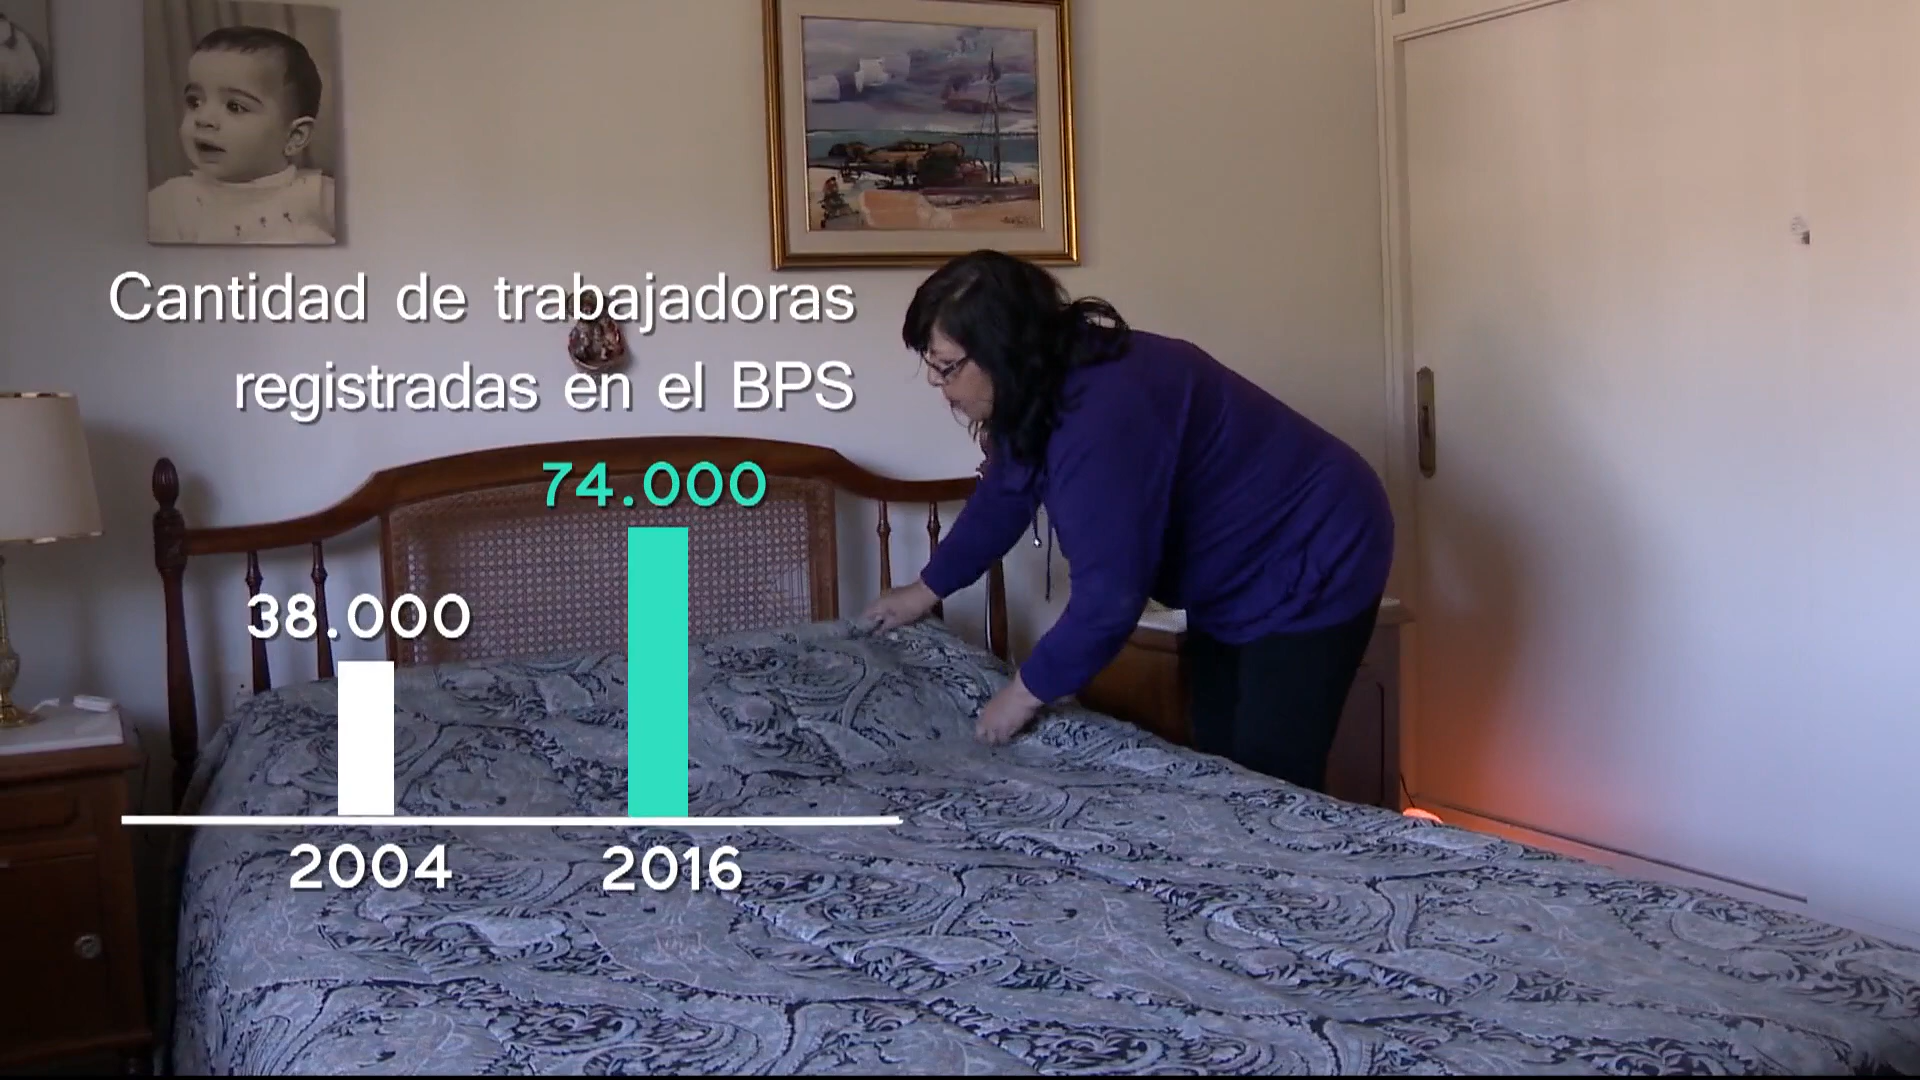 Cantidad de trabajadoras
registradas en el BPS
74.000
38.000
2004
2016